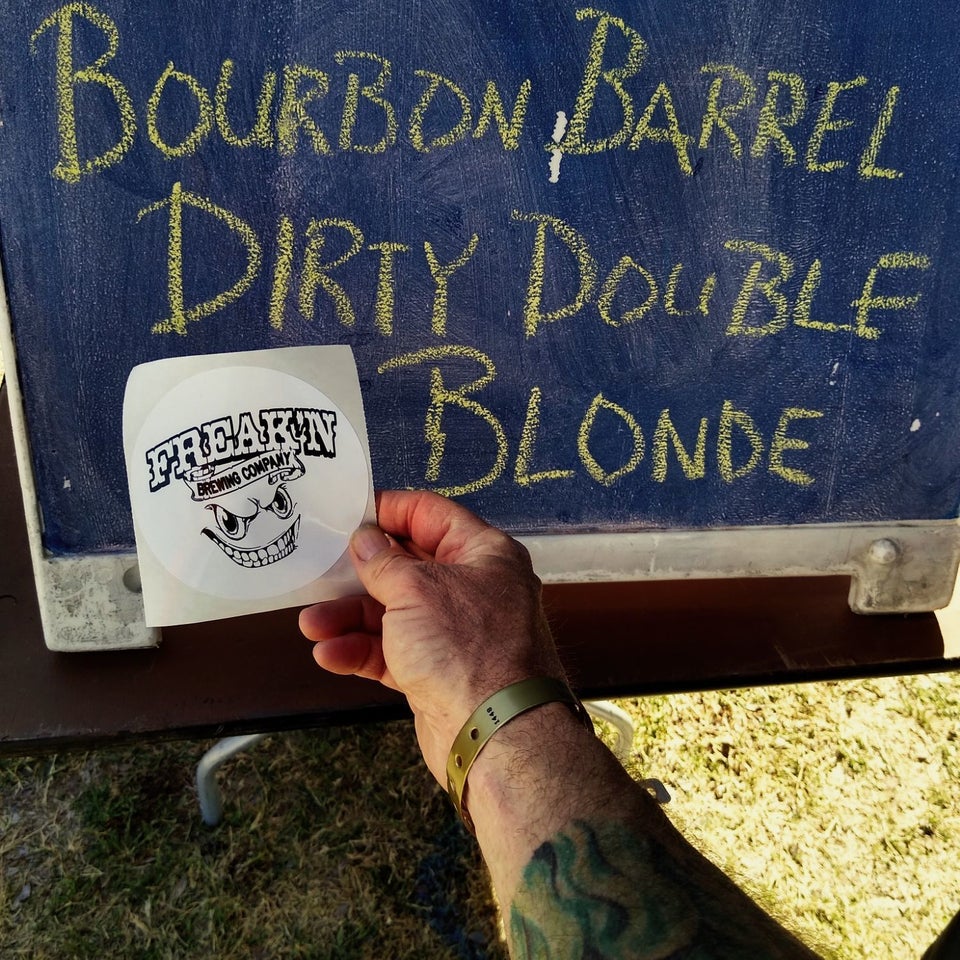 BOURBON BARREL
DIRTY DOUBLE
BLONDE
FREAK'N
BREWING COMPANY